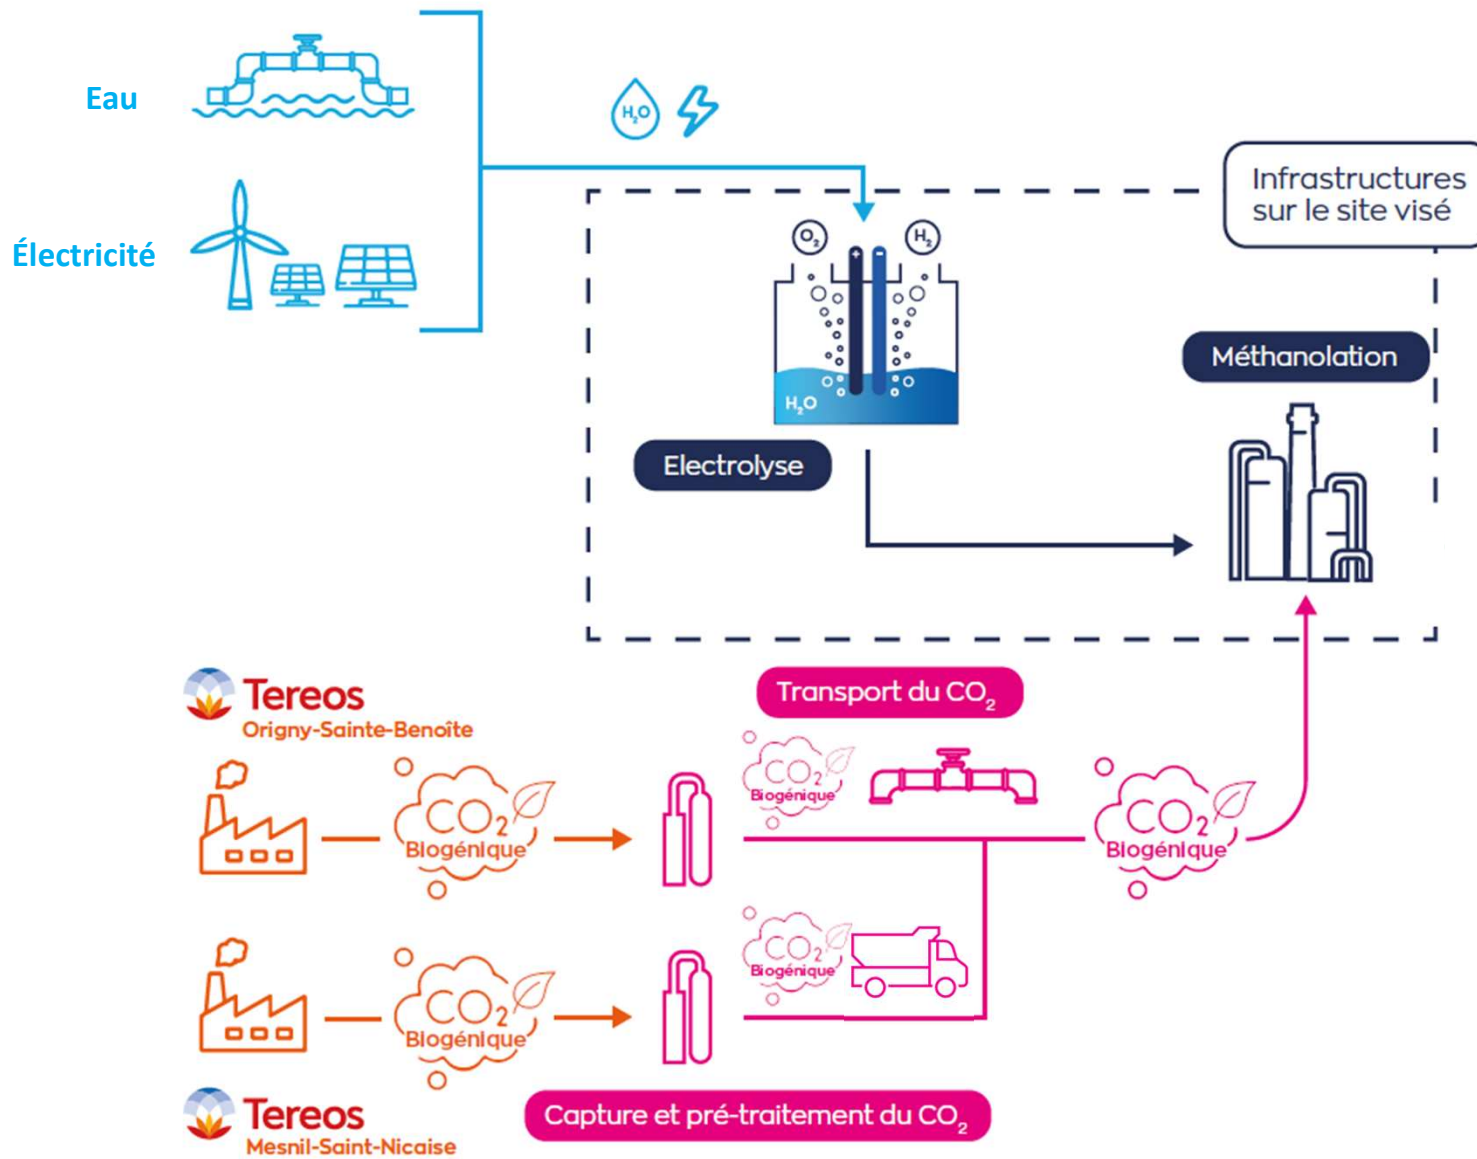 Eau
H₂O
Électricité
Infrastructures
sur le site visé
O₂
H₂
+
-
H₂O
Méthanolation
Electrolyse
Tereos
Origny-Sainte-Benoîte
Transport du CO₂
CO₂
Biogénique
CO₂
Biogénique
CO₂
Biogénique
CO₂
Biogénique
CO₂
Biogénique
Tereos
Mesnil-Saint-Nicaise
Capture et pré-traitement du CO₂